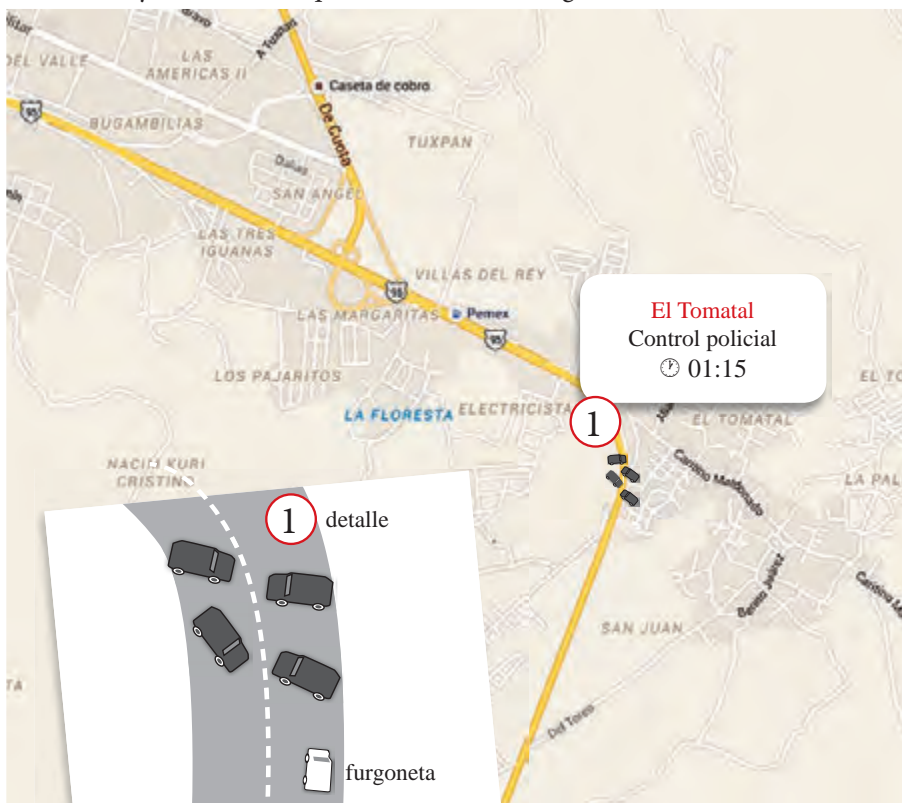 DEL VALLE
LAS
AMERICAS II
A Tuxpan
Caseta de cobro
De Cuota
95
BUGAMBILIAS
TUXPAN
Dalias
SAN ANGEL
LAS TRES
IGUANAS
VILLAS DEL REY
95
LAS MARGARITAS
Pemex
95
El Tomatal
Control policial
01:15
LOS PAJARITOS
LA FLORESTA
ELECTRICISTA
1
EL TOMATAL
NACIM KURI
CRISTINO
Camino Maldonado
LA PAL
1 detalle
Benito Juárez
SAN JUAN
Del Toreo
furgoneta